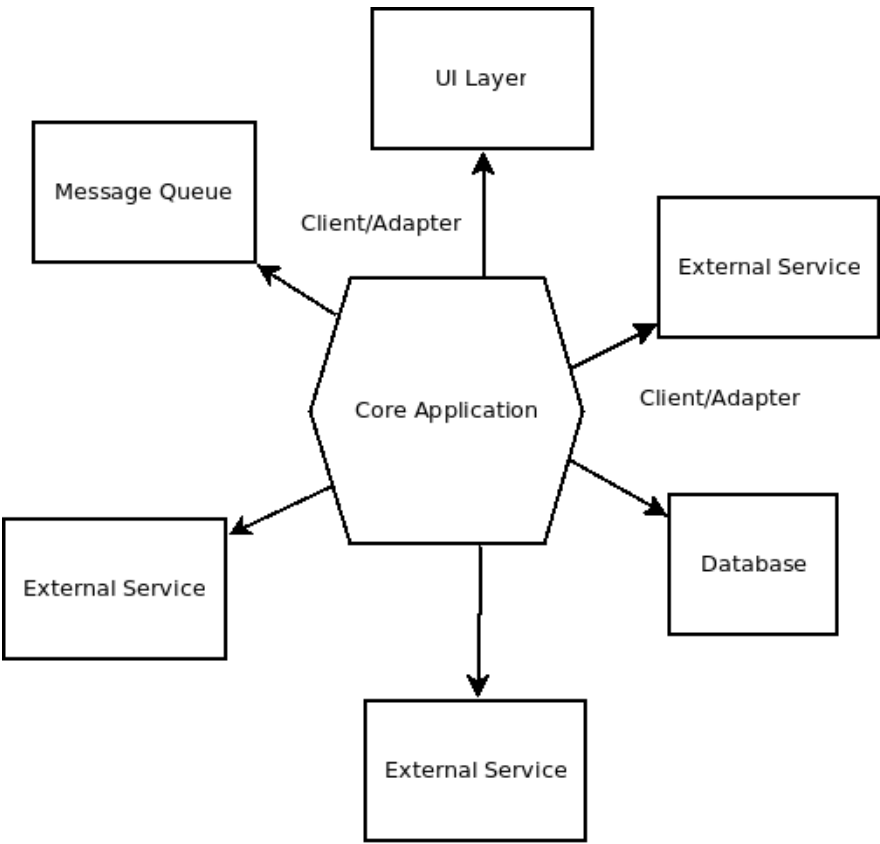 UI Layer
Message Queue
Client/Adapter
External Service
Client/Adapter
Core Application
Database
External Service
External Service